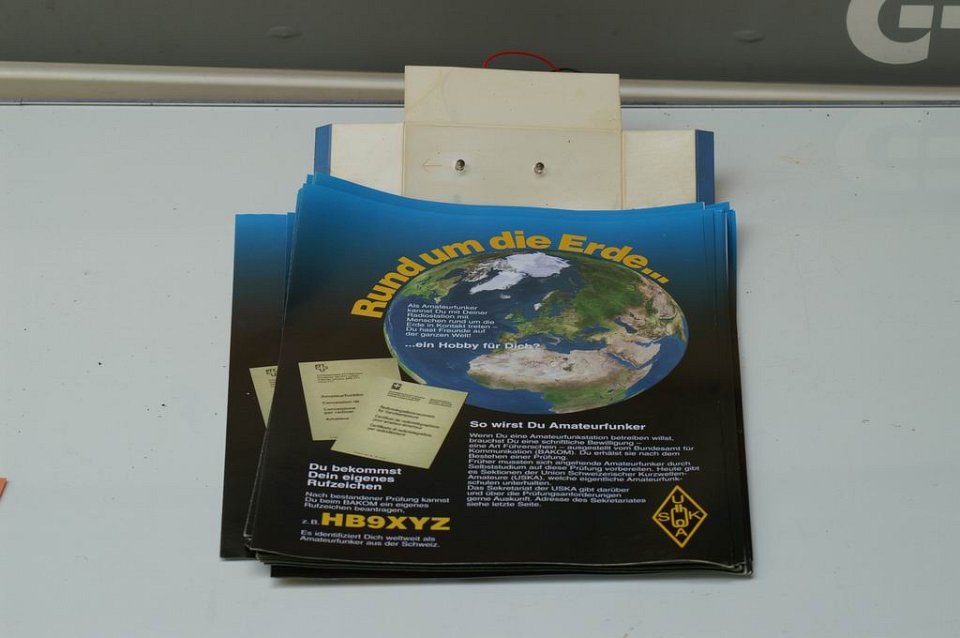 Rund um die Erde...
Als Amateurfunker
kannst Du mit Deiner
Radiostation mit
Menschen rund um die
Erde in Kontakt treten –
Du hast Freunde auf
der ganzen Welt!
...ein Hobby für Dich?
Amateurfunker
So wirst Du Amateurfunker
Wenn Du eine Amateurfunkstation betreiben willst,
brauchst Du eine schriftliche Bewilligung –
eine Art Führerschein – ausgestellt vom Bundesamt für
Kommunikation (BAKOM). Du erhälst sie nach dem
Bestehen einer Prüfung.
Früher mussten sich angehende Amateurfunker durch
Selbststudium auf diese Prüfung vorbereiten. Heute gibt
es Sektionen der Union Schweizerischer Kurzwellen-
Amateure (USKA), welche eigentliche Amateurfunk-
schulen unterhalten.
Das Sekretariat der USKA gibt darüber
und über die Prüfungsanforderungen
gerne Auskunft. Adresse des Sekretariates
siehe letzte Seite.
Du bekommst
Dein eigenes
Rufzeichen
Nach bestandener Prüfung kannst
Du beim BAKOM ein eigenes
Rufzeichen beantragen.
z.B. HB9XYZ
Es identifiziert Dich weltweit als
Amateurfunker aus der Schweiz.
U
S K
A